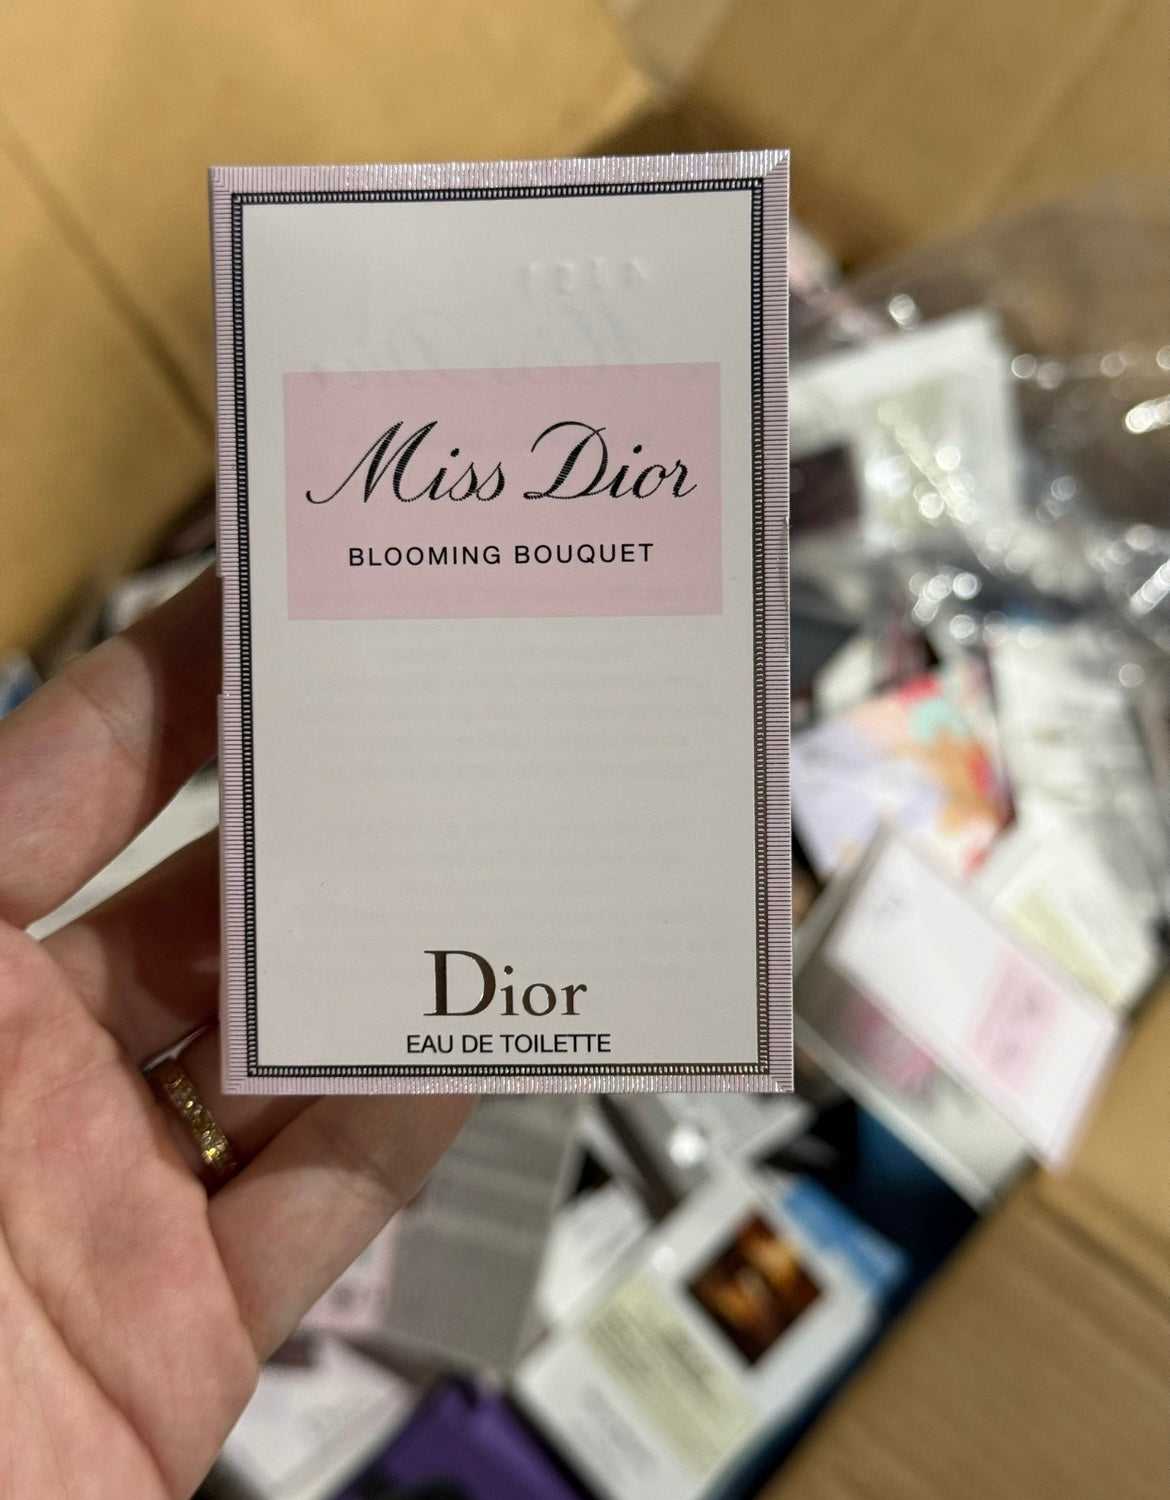 Miss Dior
BLOOMING BOUQUET
Dior
EAU DE TOILETTE